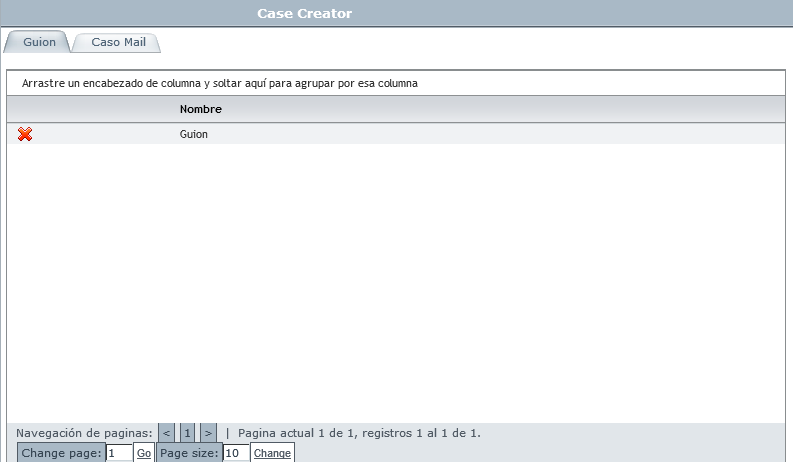 Case Creator
Guion Caso Mail
Arrastre un encabezado de columna y soltar aquí para agrupar por esa columna
Nombre
Guion
Navegación de paginas: < 1 > | Pagina actual 1 de 1, registros 1 al 1 de 1.
Change page: 1 Go Page size: 10 Change